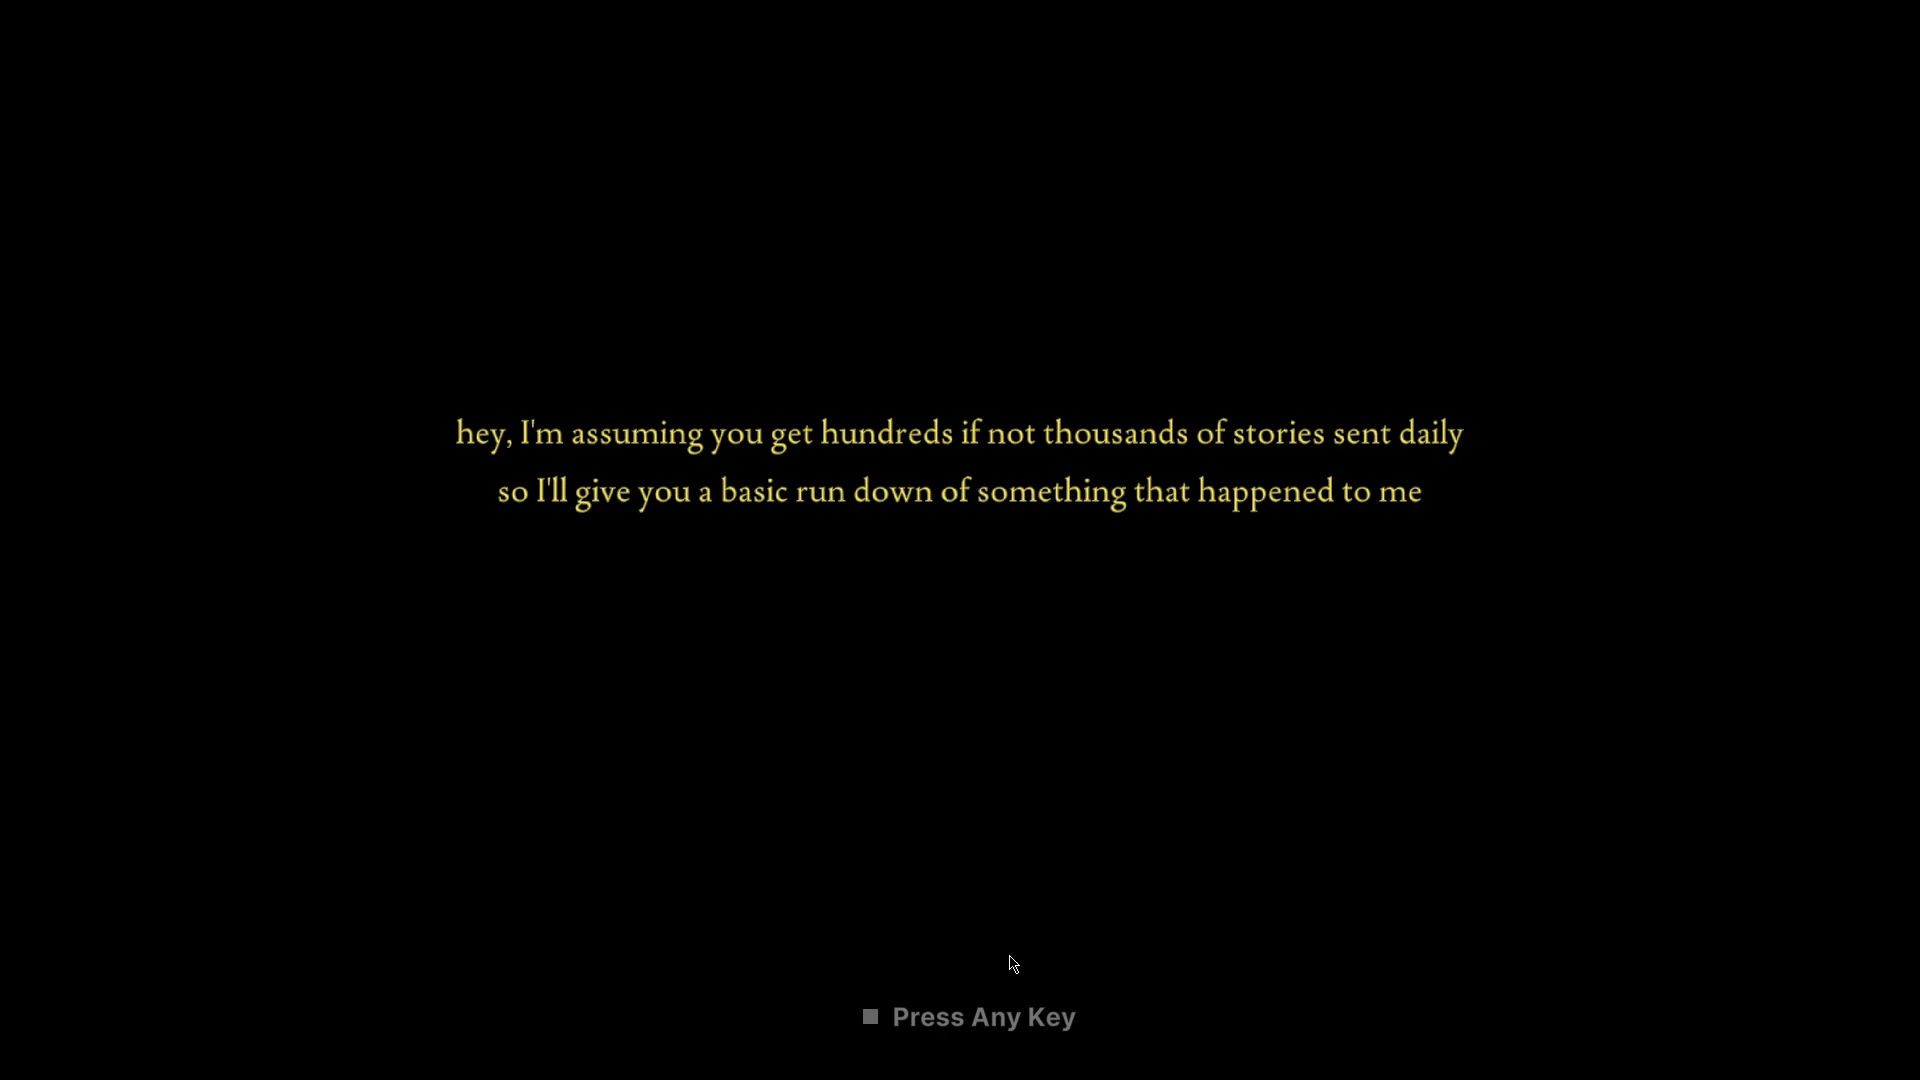 hey, I'm assuming you get hundreds if not thousands of stories sent daily
so I'll give you a basic run down of something that happened to me
Press Any Key